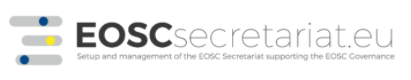 EOSCsecretariat.eu
Setup and management of the EOSC Secretariat supporting the EOSC Governance